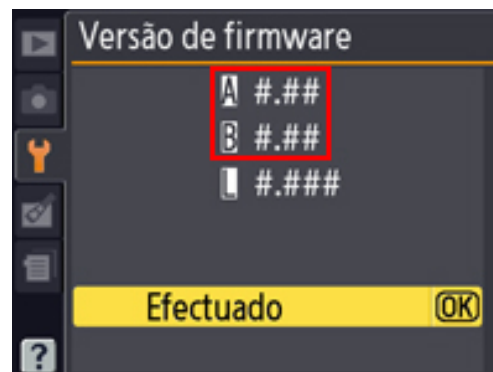 Versão de firmware
A #.##
B #.##
L #.###
Efectuado OK
?